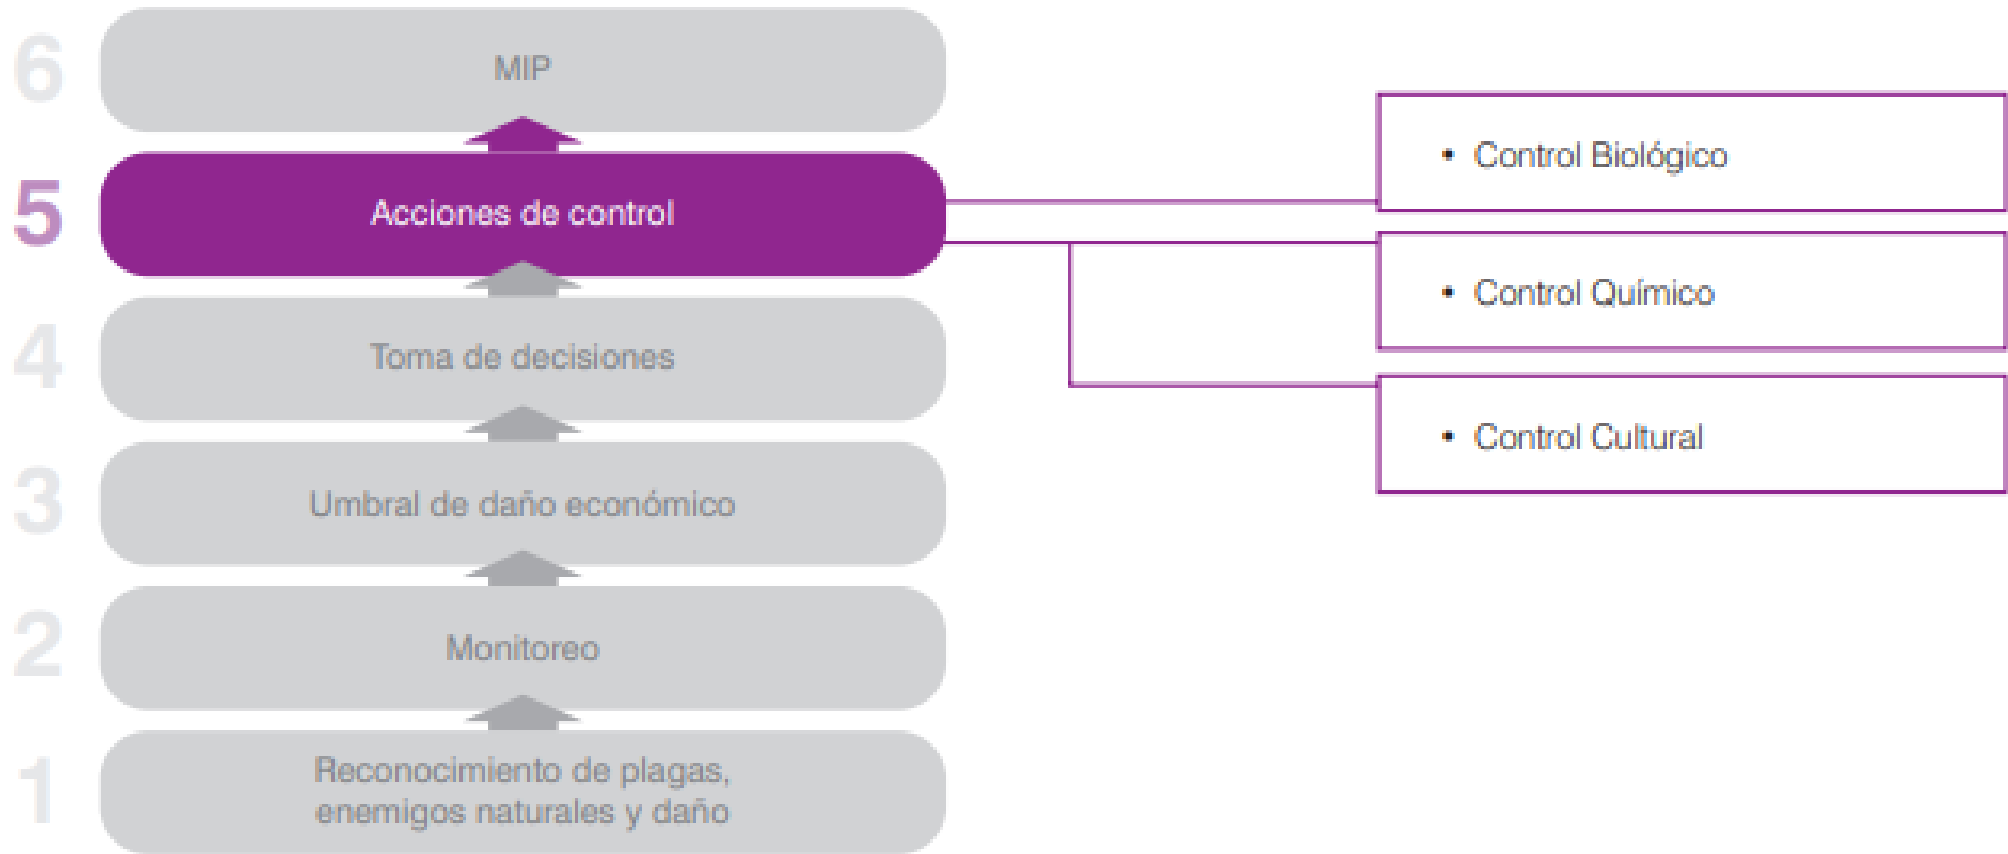 6
MIP
5
Acciones de control
4
Toma de decisiones
3
Umbral de daño económico
2
Monitoreo
1
Reconocimiento de plagas,
enemigos naturales y daño
• Control Biológico
• Control Químico
• Control Cultural